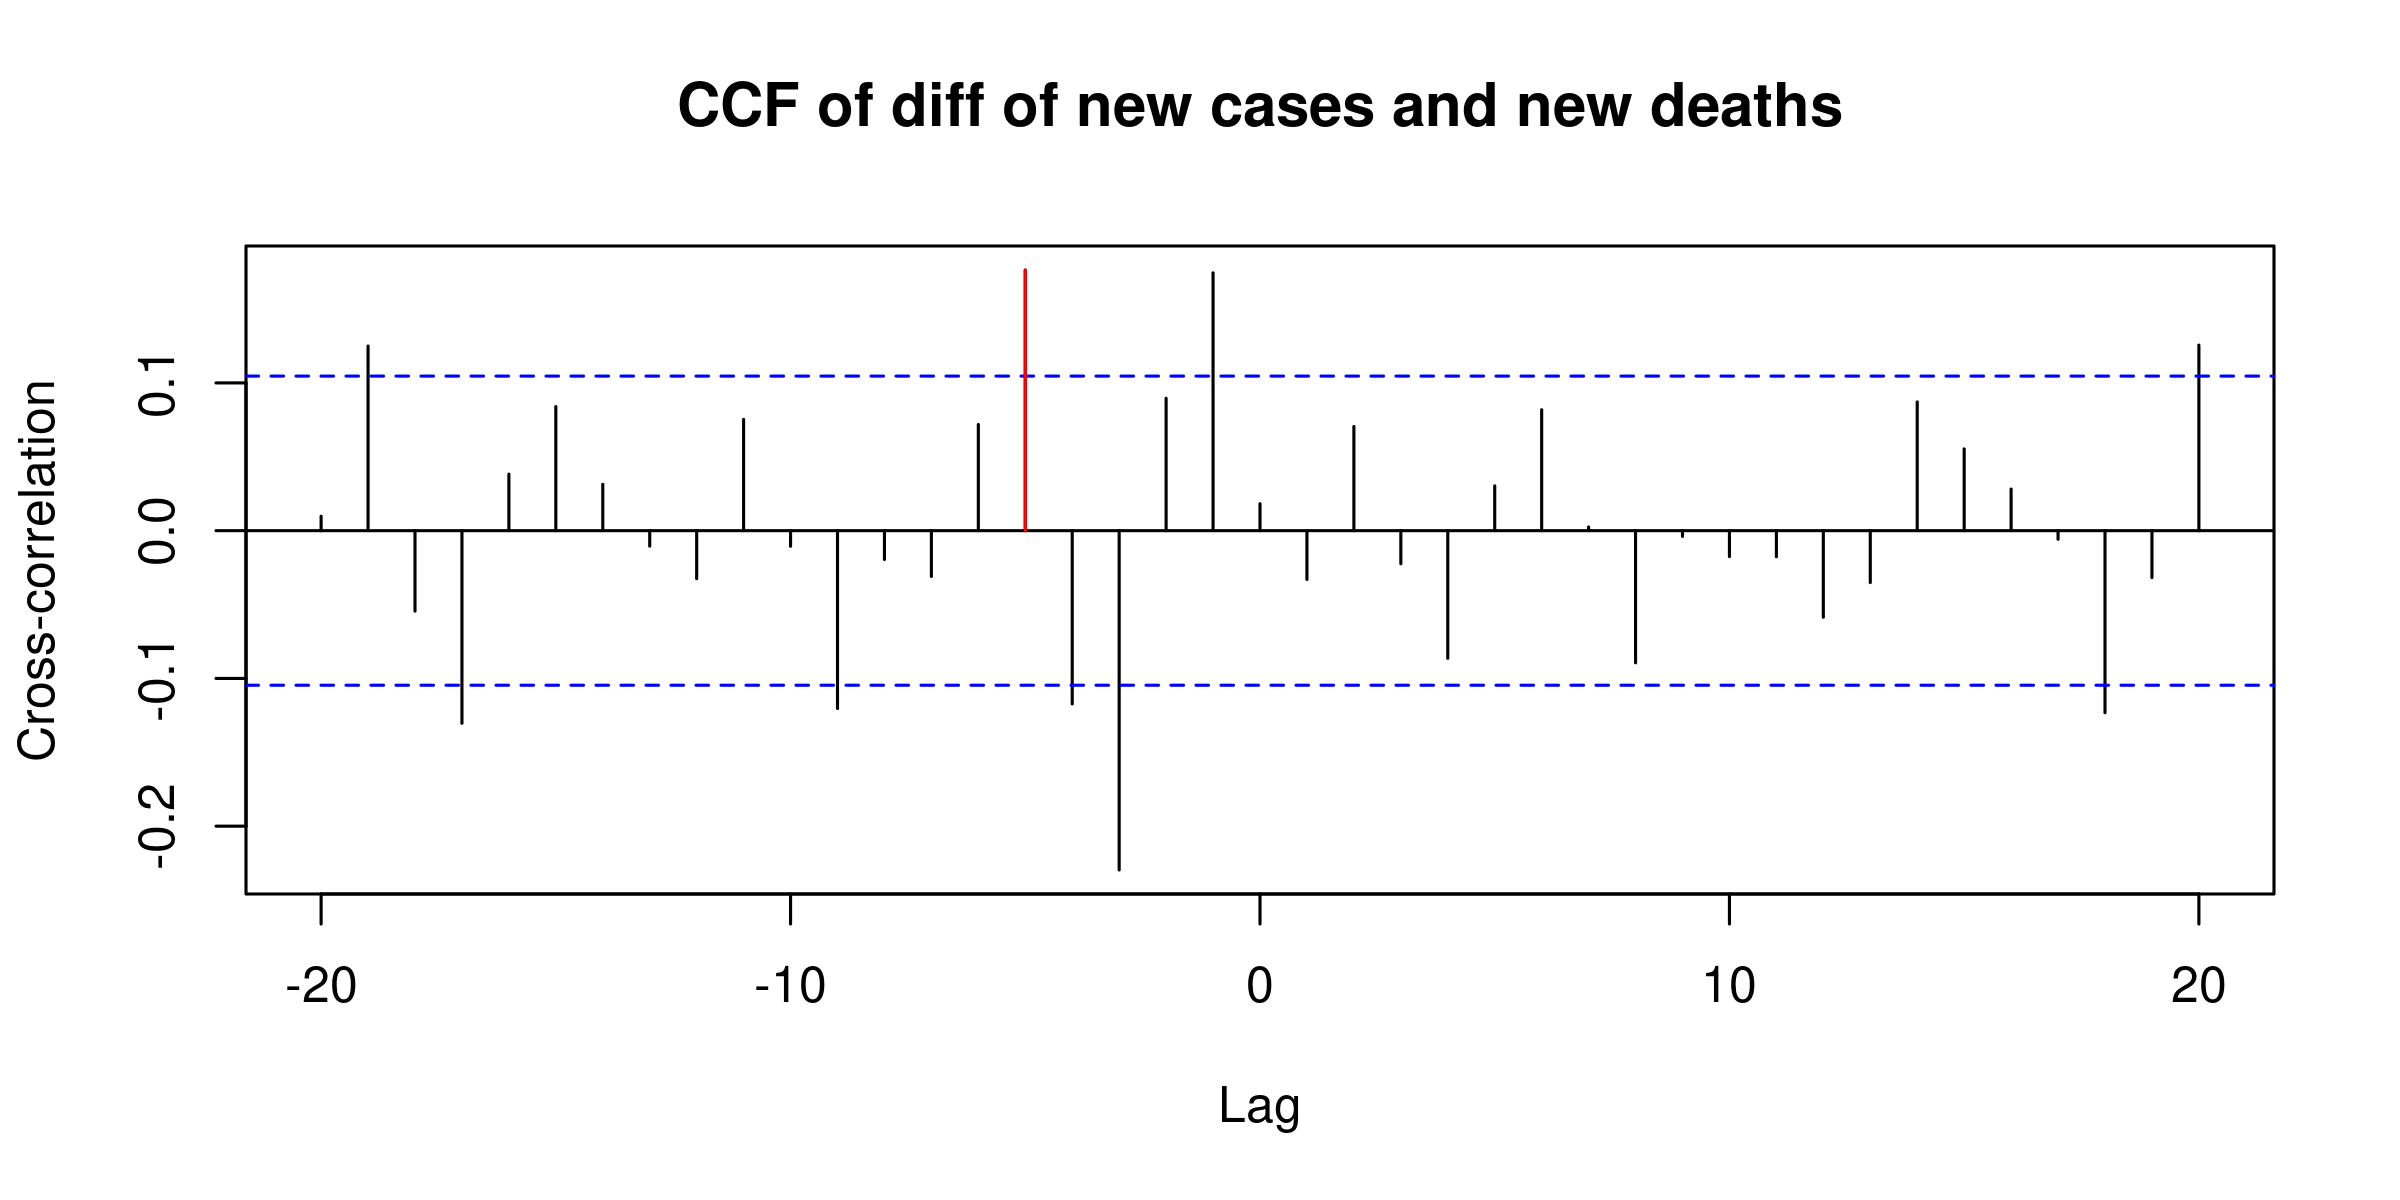 CCF of diff of new cases and new deaths
Cross-correlation
0.1
0.0
-0.1
-0.2
-20 -10 0 10 20
Lag